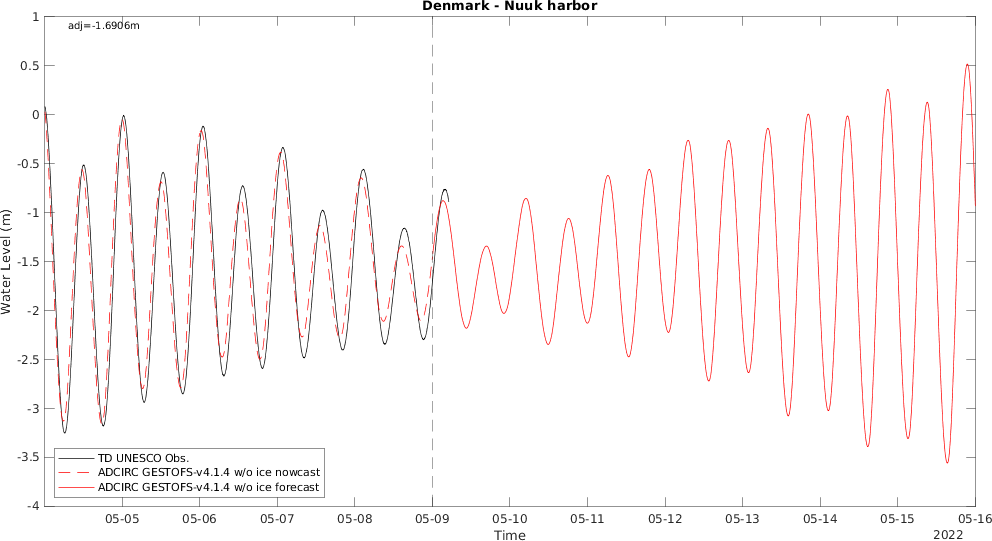 Denmark - Nuuk harbor
adj=-1.6906m
1
0.5
0
-0.5
-1
-1.5
-2
-2.5
-3
-3.5
-4
Water Level (m)
TD UNESCO Obs.
ADCIRC GESTOFS-v4.1.4 w/o ice nowcast
ADCIRC GESTOFS-v4.1.4 w/o ice forecast
05-05 05-06 05-07 05-08 05-09 05-10 05-11 05-12 05-13 05-14 05-15 05-16
Time
2022